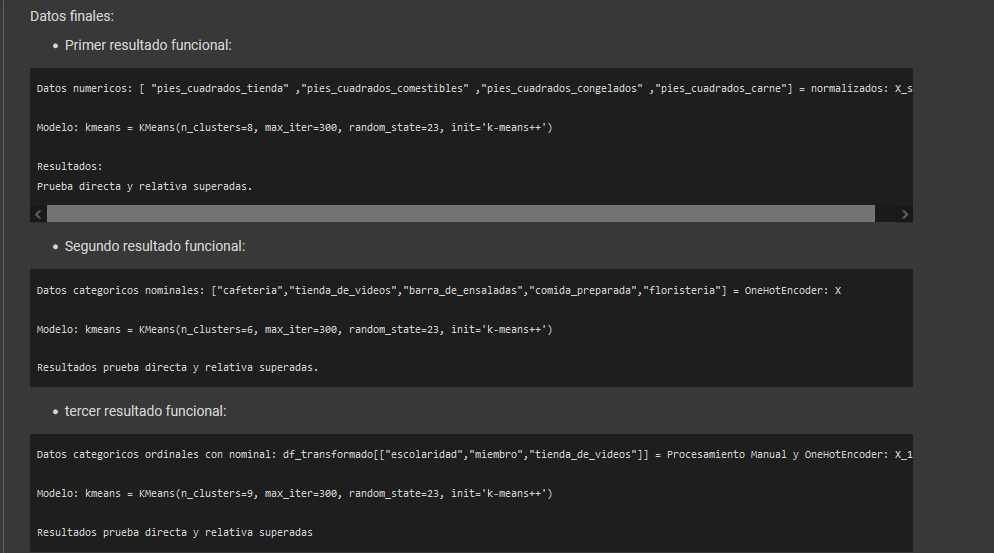 Datos finales:
• Primer resultado funcional:
Datos numericos: [ "pies_cuadrados_tienda" ,"pies_cuadrados_comestibles" ,"pies_cuadrados_congelados" ,"pies_cuadrados_carne"] = normalizados: X_s
Modelo: kmeans = KMeans(n_clusters=8, max_iter=300, random_state=23, init='k-means++')
Resultados:
Prueba directa y relativa superadas.
• Segundo resultado funcional:
Datos categoricos nominales: ["cafeteria","tienda_de_videos","barra_de_ensaladas","comida_preparada","floristeria"] = OneHotEncoder: X
Modelo: kmeans = KMeans(n_clusters=6, max_iter=300, random_state=23, init='k-means++')
Resultados prueba directa y relativa superadas.
• tercer resultado funcional:
Datos categoricos ordinales con nominal: df_transformado[["escolaridad","miembro","tienda_de_videos"]] = Procesamiento Manual y OneHotEncoder: X_1
Modelo: kmeans = KMeans(n_clusters=9, max_iter=300, random_state=23, init='k-means++')
Resultados prueba directa y relativa superadas